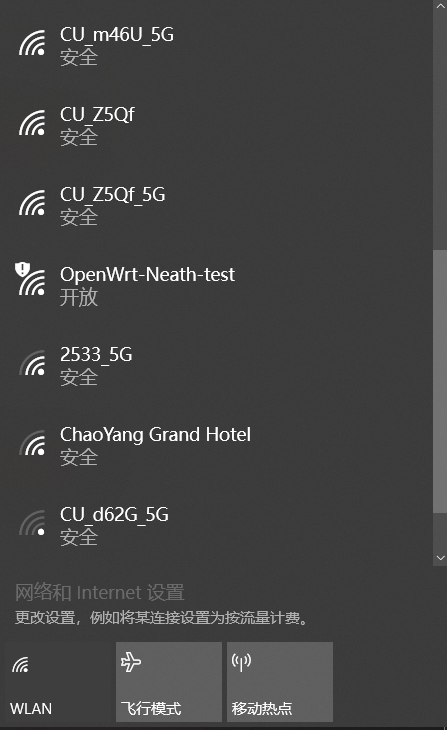 CU_m46U_5G
安全
CU_Z5Qf
安全
CU_Z5Qf_5G
安全
OpenWrt-Neath-test
开放
2533_5G
安全
ChaoYang Grand Hotel
安全
CU_d62G_5G
安全
网络和 Internet 设置
更改设置，例如将某连接设置为按流量计费。
WLAN
飞行模式
移动热点